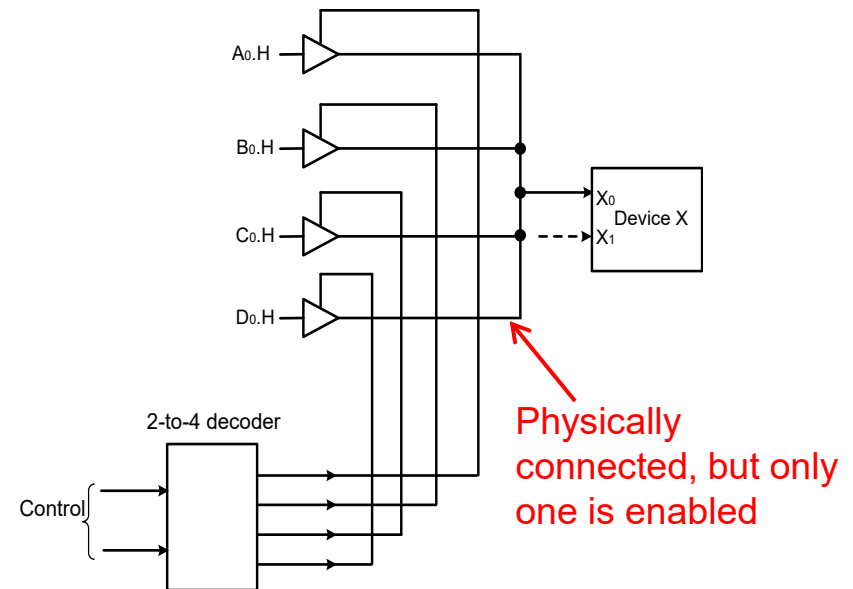 A₀.H
B₀.H
X₀
Device X
C₀.H
X₁
D₀.H
2-to-4 decoder
Physically
connected, but only
one is enabled
Control